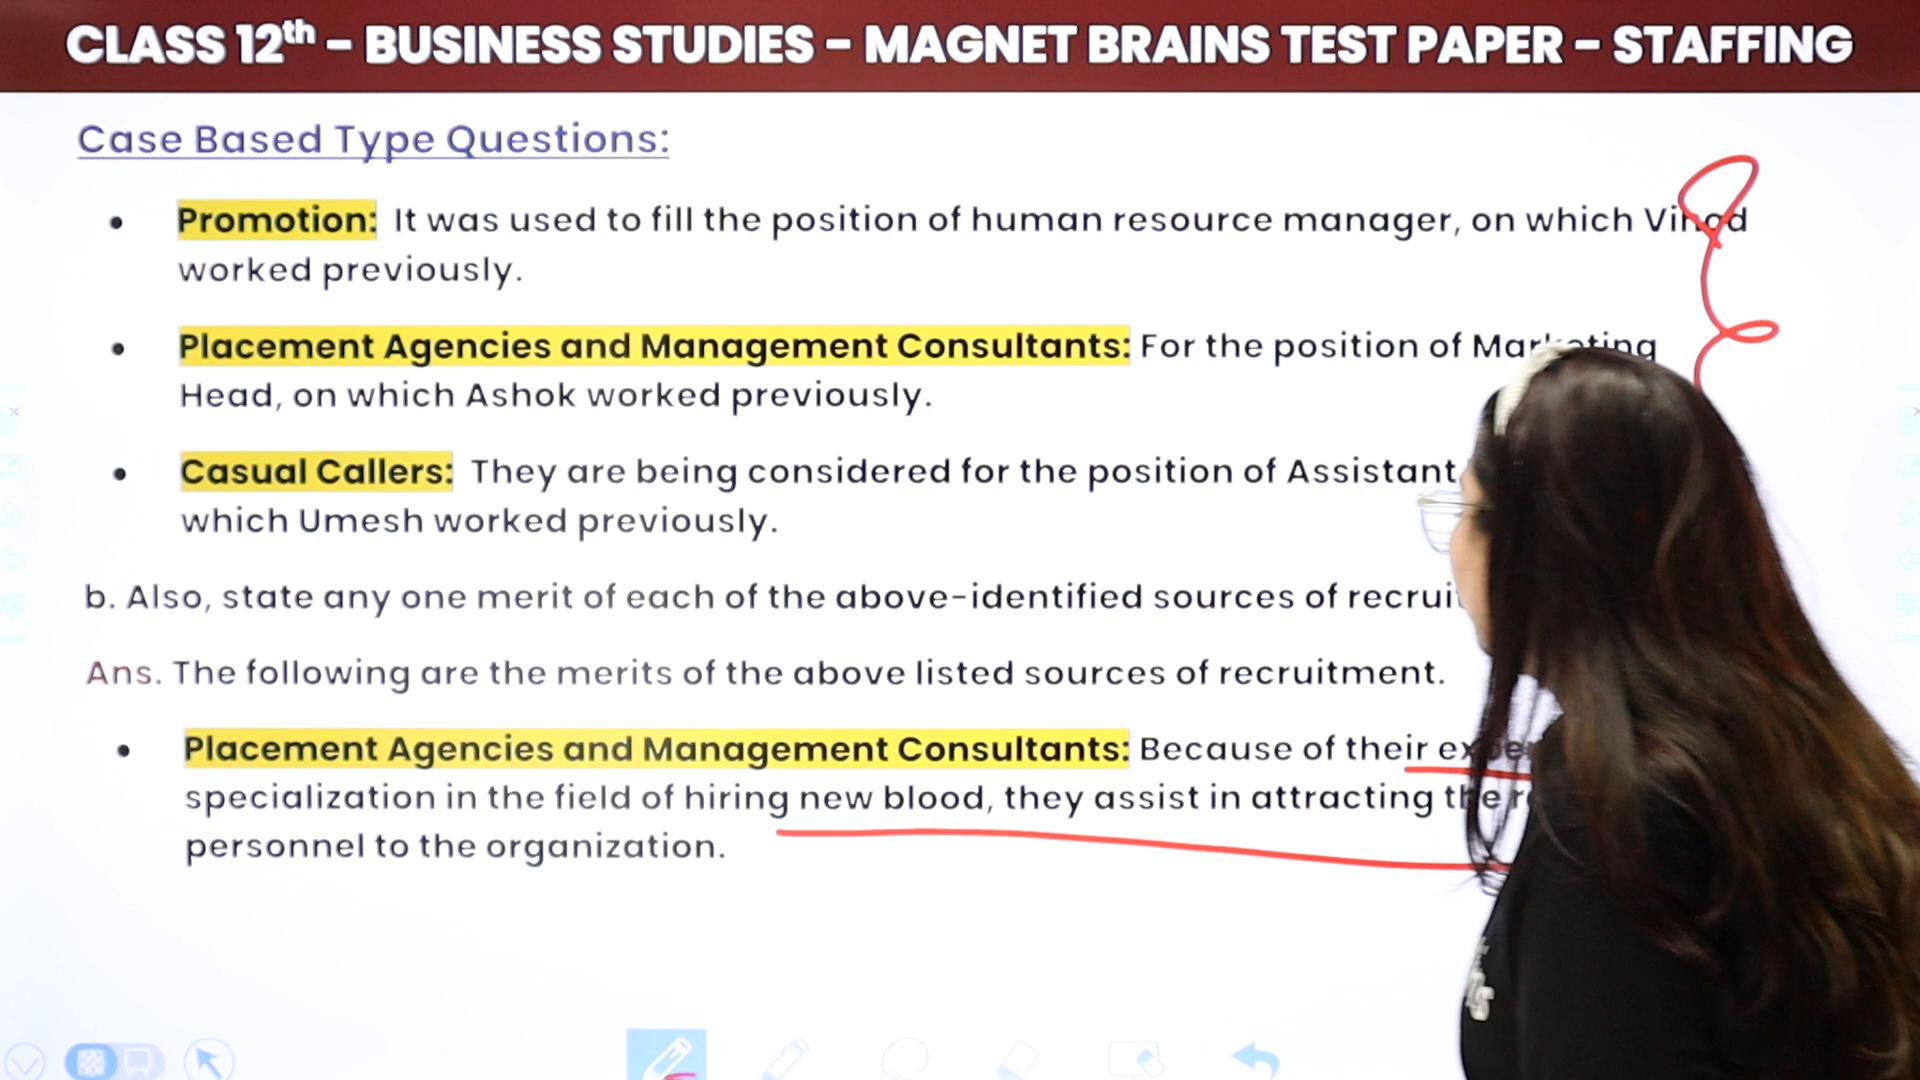 CLASS 12th – BUSINESS STUDIES – MAGNET BRAINS TEST PAPER – STAFFING
Case Based Type Questions:
• Promotion: It was used to fill the position of human resource manager, on which Vinod
worked previously.
• Placement Agencies and Management Consultants: For the position of Marketing
Head, on which Ashok worked previously.
• Casual Callers: They are being considered for the position of Assistant
which Umesh worked previously.
b. Also, state any one merit of each of the above-identified sources of
Ans. The following are the merits of the above listed sources of recruitment.
• Placement Agencies and Management Consultants: Because of their
specialization in the field of hiring new blood, they assist in attracting the
personnel to the organization.